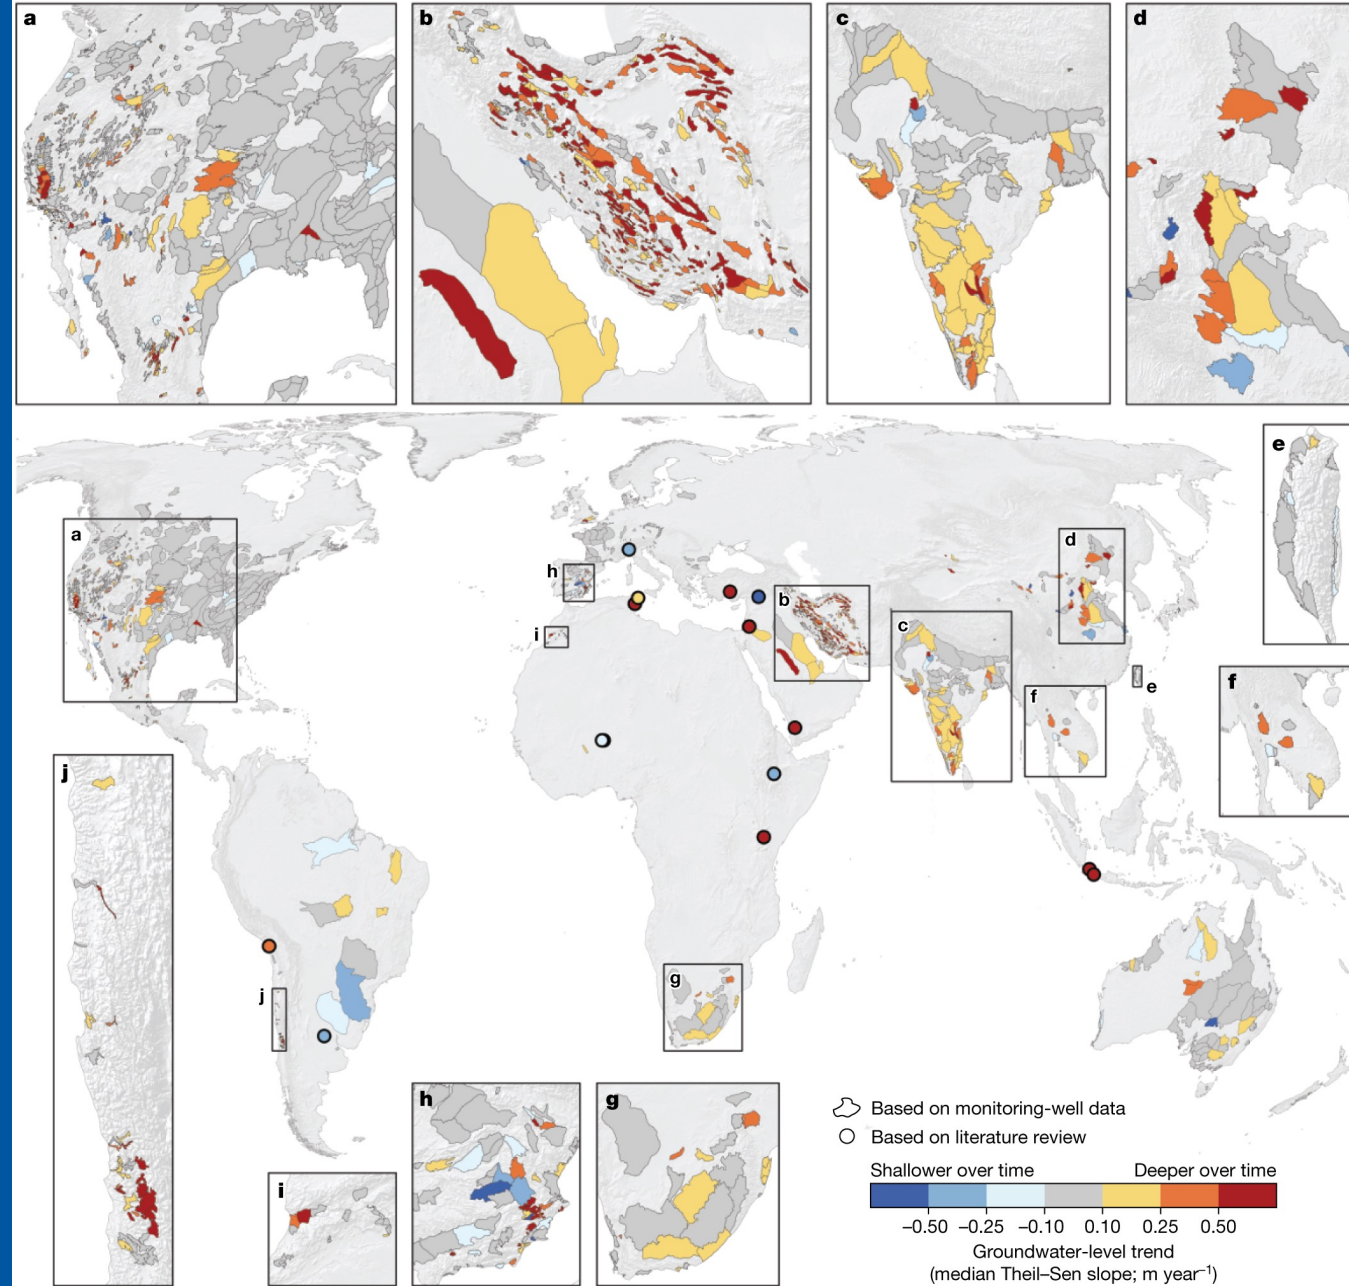 a
b
c
d
e
a
h
b
d
i
c
f
e
f
j
g
j
h
g
i
Based on monitoring-well data
Based on literature review
Shallower over time Deeper over time
−0.50 −0.25 −0.10 0.10 0.25 0.50
Groundwater-level trend
(median Theil–Sen slope; m year⁻¹)